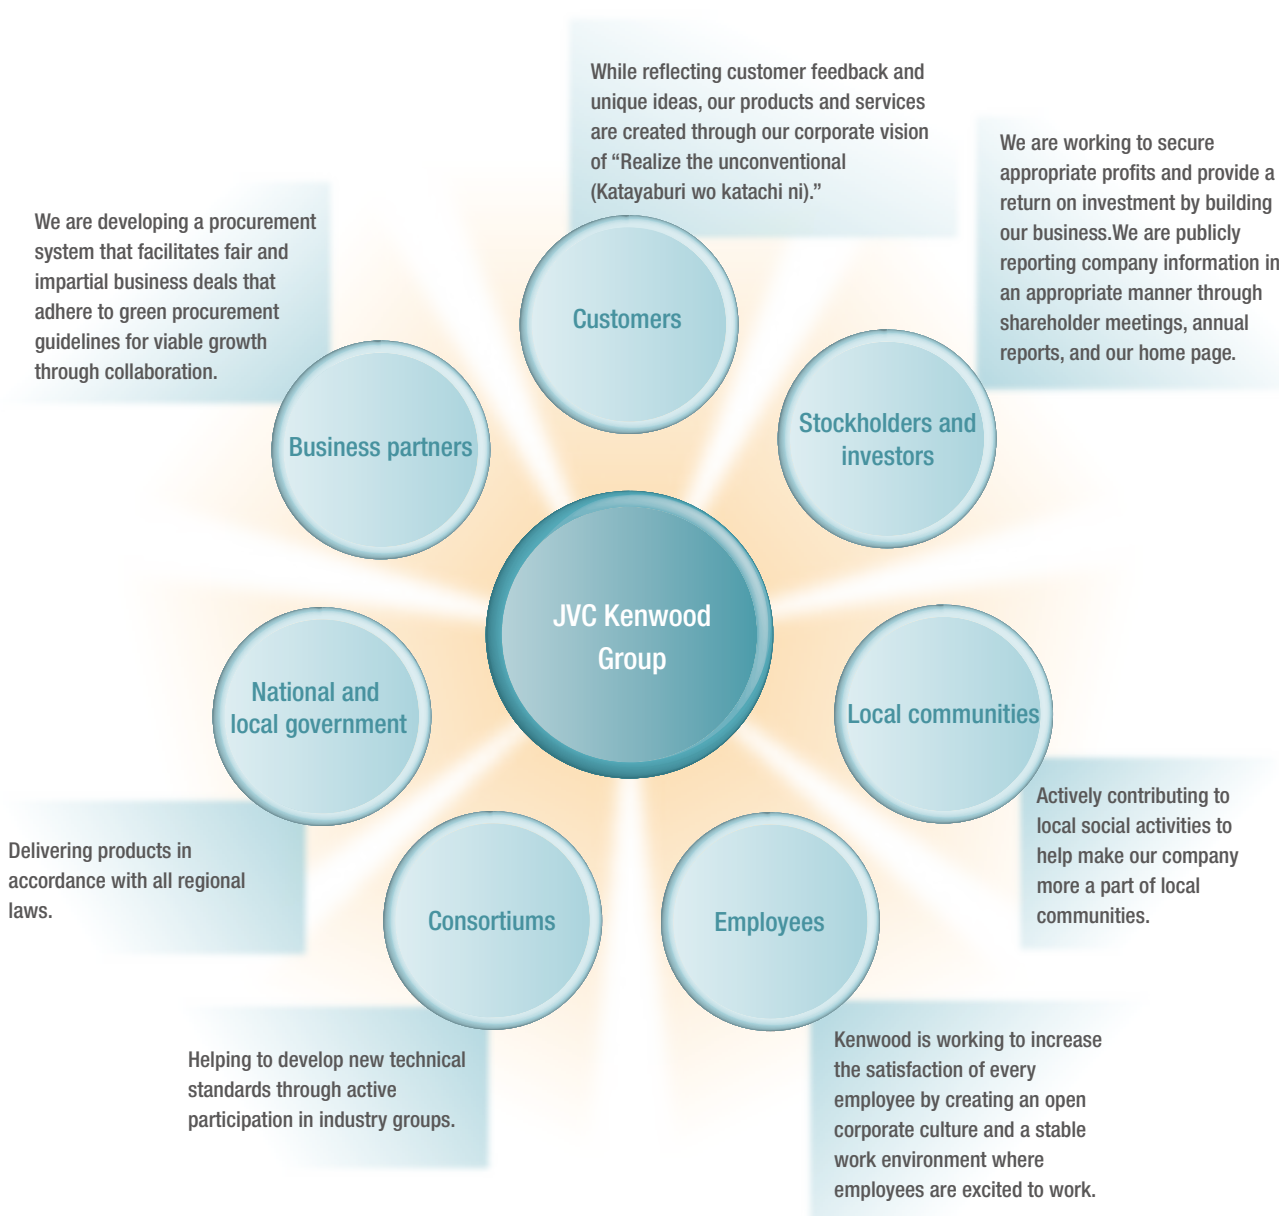 While reflecting customer feedback and
unique ideas, our products and services
are created through our corporate vision
of “Realize the unconventional
(Katayaburi wo katachi ni).”
We are working to secure
appropriate profits and provide a
return on investment by building
our business.We are publicly
reporting company information in
an appropriate manner through
shareholder meetings, annual
reports, and our home page.
We are developing a procurement
system that facilitates fair and
impartial business deals that
adhere to green procurement
guidelines for viable growth
through collaboration.
Customers
Stockholders and
investors
Business partners
JVC Kenwood
Group
National and
local government
Local communities
Actively contributing to
local social activities to
help make our company
more a part of local
communities.
Delivering products in
accordance with all regional
laws.
Consortiums
Employees
Helping to develop new technical
standards through active
participation in industry groups.
Kenwood is working to increase
the satisfaction of every
employee by creating an open
corporate culture and a stable
work environment where
employees are excited to work.